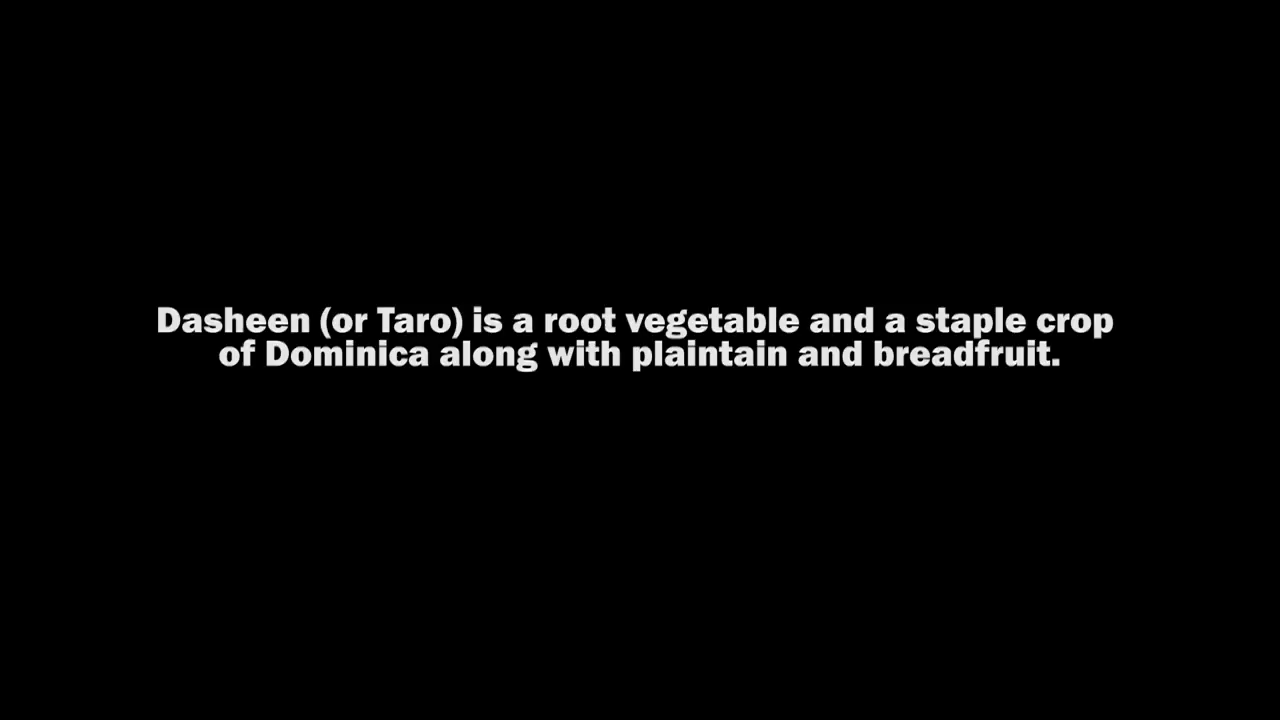 Dasheen (or Taro) is a root vegetable and a staple crop
of Dominica along with plaintain and breadfruit.